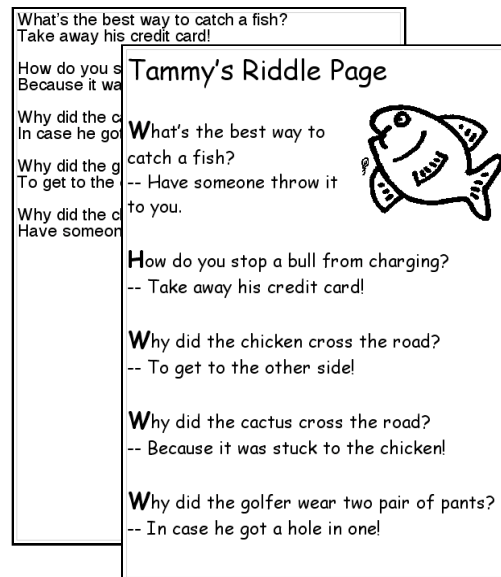 What's the best way to catch a fish?
Take away his credit card!
How do you s
Because it wa
Why did the ca
In case he got
Why did the g
To get to the
Why did the ch
Have someon
Tammy's Riddle Page
What's the best way to
catch a fish?
-- Have someone throw it
to you.
How do you stop a bull from charging?
-- Take away his credit card!
Why did the chicken cross the road?
-- To get to the other side!
Why did the cactus cross the road?
-- Because it was stuck to the chicken!
Why did the golfer wear two pair of pants?
-- In case he got a hole in one!